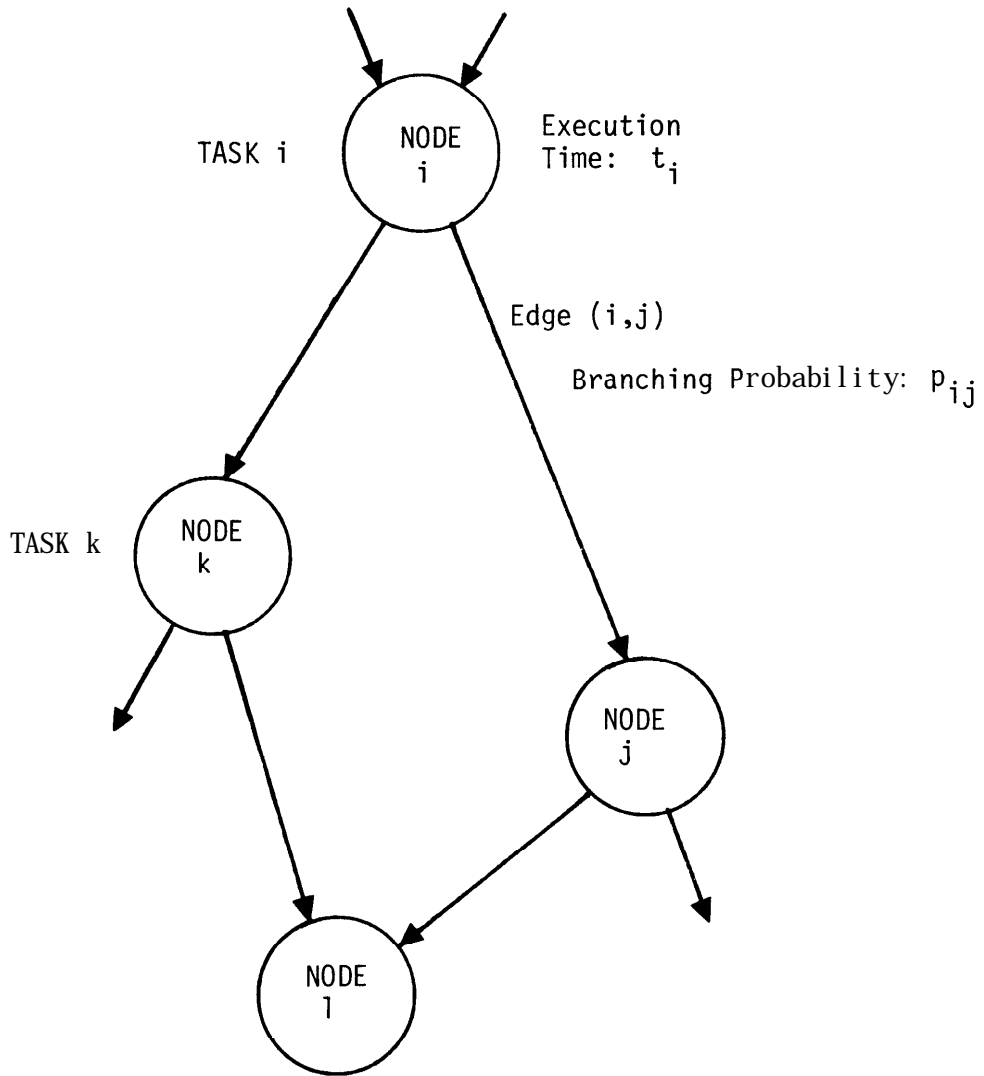 TASK i
NODE
i
Execution
Time: t_i
Edge (i,j)
Branching Probability: p_ij
TASK k
NODE
k
NODE
j
NODE
l